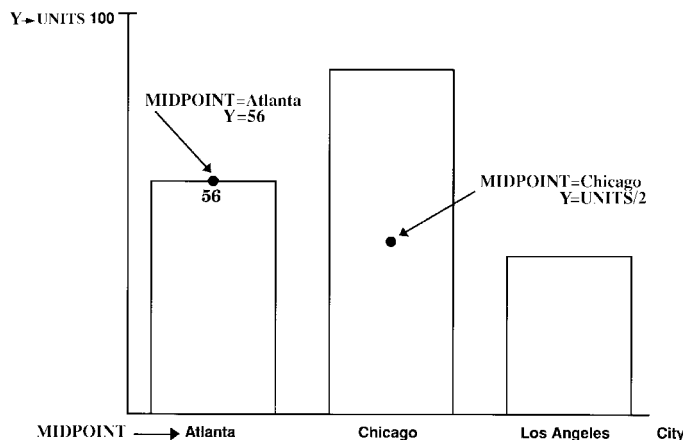 Y→UNITS 100
MIDPOINT=Atlanta
Y=56
56
MIDPOINT=Chicago
Y=UNITS/2
MIDPOINT → Atlanta Chicago Los Angeles City